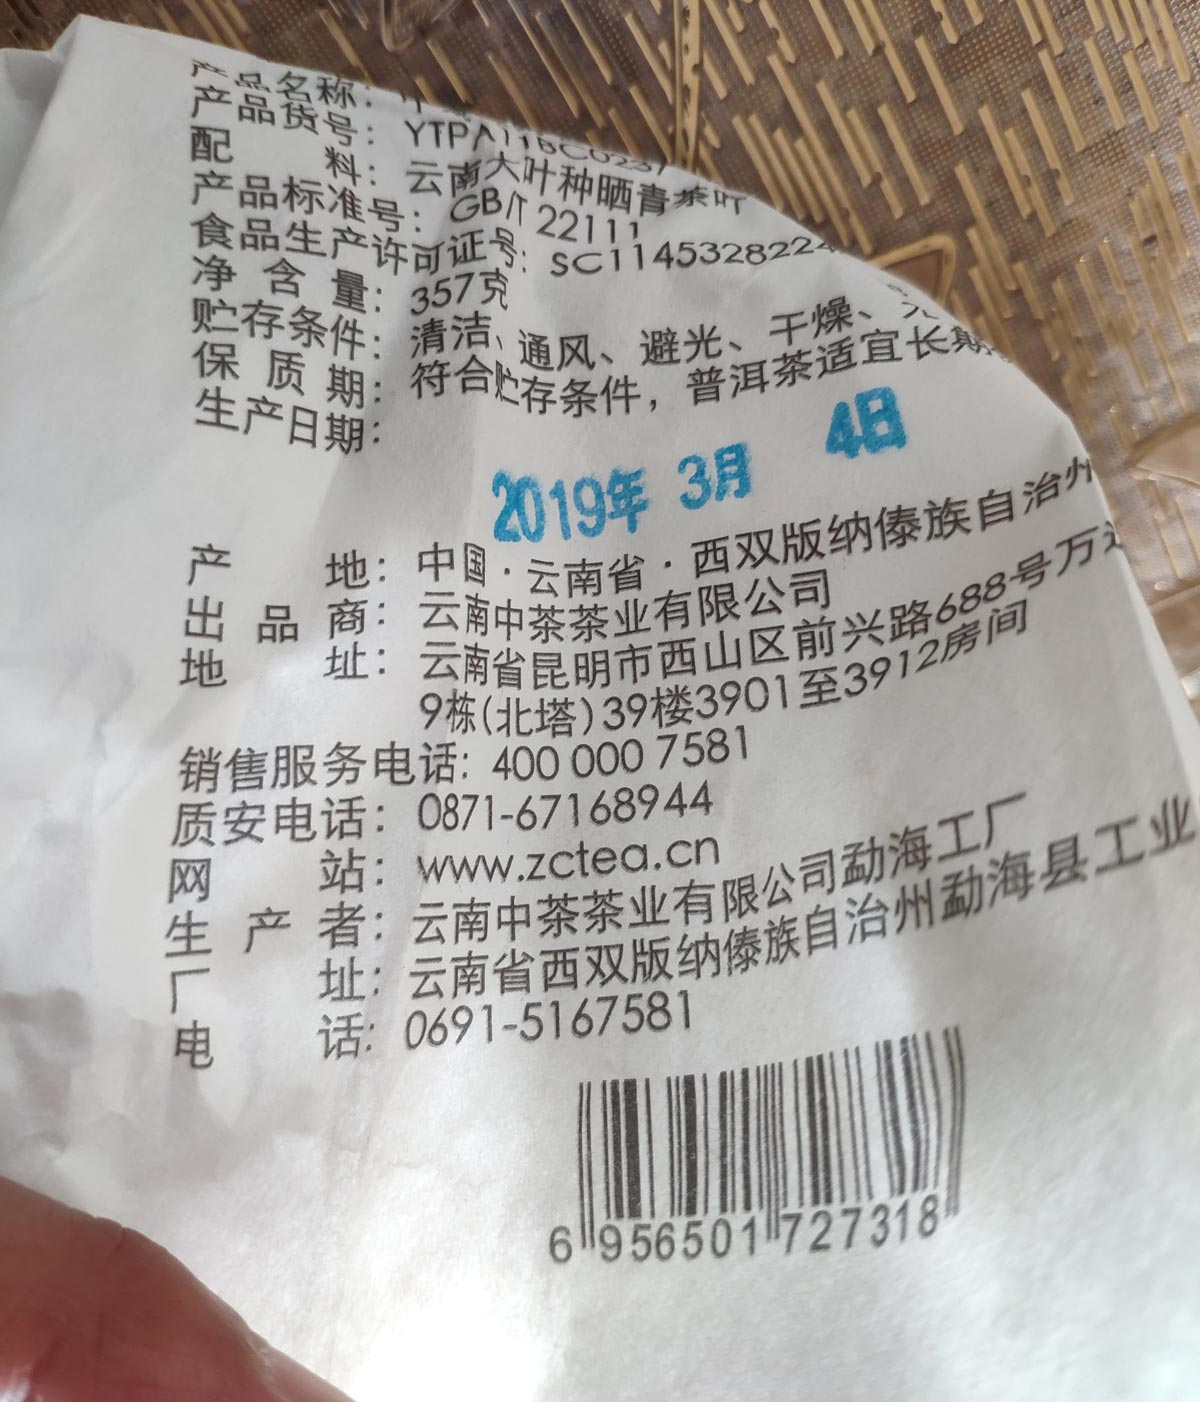 产品名称：
产品货号：YTPA11BC0237
配 料：云南大叶种晒青茶叶
产品标准号：GB/T 22111
食品生产许可证号：SC1145328224
净含量：357克
贮存条件：清洁、通风、避光、干燥、
保质期：符合贮存条件，普洱茶适宜长期
生产日期：
2019年 3月 4日
产 地：中国·云南省·西双版纳傣族自治州
出品商：云南中茶茶业有限公司
地 址：云南省昆明市西山区前兴路688号万
9栋(北塔)39楼3901至3912房间
销售服务电话：400 000 7581
质安电话：0871-67168944
网 站：www.zctea.cn
生产者：云南中茶茶业有限公司勐海工厂
厂 址：云南省西双版纳傣族自治州勐海县工业
电 话：0691-5167581
6 956501 727318